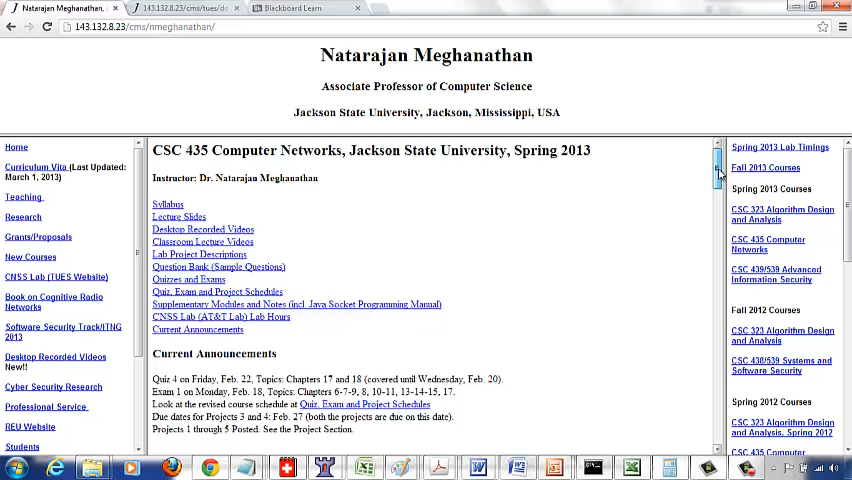 Natarajan Meghanathan,
143.132.8.23/cms/tues/do
Blackboard Learn
143.132.8.23/cms/nmeghanathan/
Natarajan Meghanathan
Associate Professor of Computer Science
Jackson State University, Jackson, Mississippi, USA
Home
Curriculum Vita (Last Updated:
March 1, 2013)
Teaching
Research
Grants/Proposals
New Courses
CNSS Lab (TUES Website)
Book on Cognitive Radio
Networks
Software Security Track/ITNG
2013
Desktop Recorded Videos
New!!
Cyber Security Research
Professional Service
REU Website
Students
CSC 435 Computer Networks, Jackson State University, Spring 2013
Instructor: Dr. Natarajan Meghanathan
Syllabus
Lecture Slides
Desktop Recorded Videos
Classroom Lecture Videos
Lab Project Descriptions
Question Bank (Sample Questions)
Quizzes and Exams
Quiz, Exam and Project Schedules
Supplementary Modules and Notes (incl. Java Socket Programming Manual)
CNSS Lab (AT&T Lab) Lab Hours
Current Announcements
Current Announcements
Quiz 4 on Friday, Feb. 22, Topics: Chapters 17 and 18 (covered until Wednesday, Feb. 20).
Exam 1 on Monday, Feb. 18, Topics: Chapters 6-7-9, 8, 10-11, 13-14-15, 17.
Look at the revised course schedule at Quiz, Exam and Project Schedules
Due dates for Projects 3 and 4: Feb. 27 (both the projects are due on this date).
Projects 1 through 5 Posted. See the Project Section.
Spring 2013 Lab Timings
Fall 2013 Courses
Spring 2013 Courses
CSC 323 Algorithm Design
and Analysis
CSC 435 Computer
Networks
CSC 439/539 Advanced
Information Security
Fall 2012 Courses
CSC 323 Algorithm Design
and Analysis
CSC 438/539 Systems and
Software Security
Spring 2012 Courses
CSC 323 Algorithm Design
and Analysis, Spring 2012
CSC 435 Computer